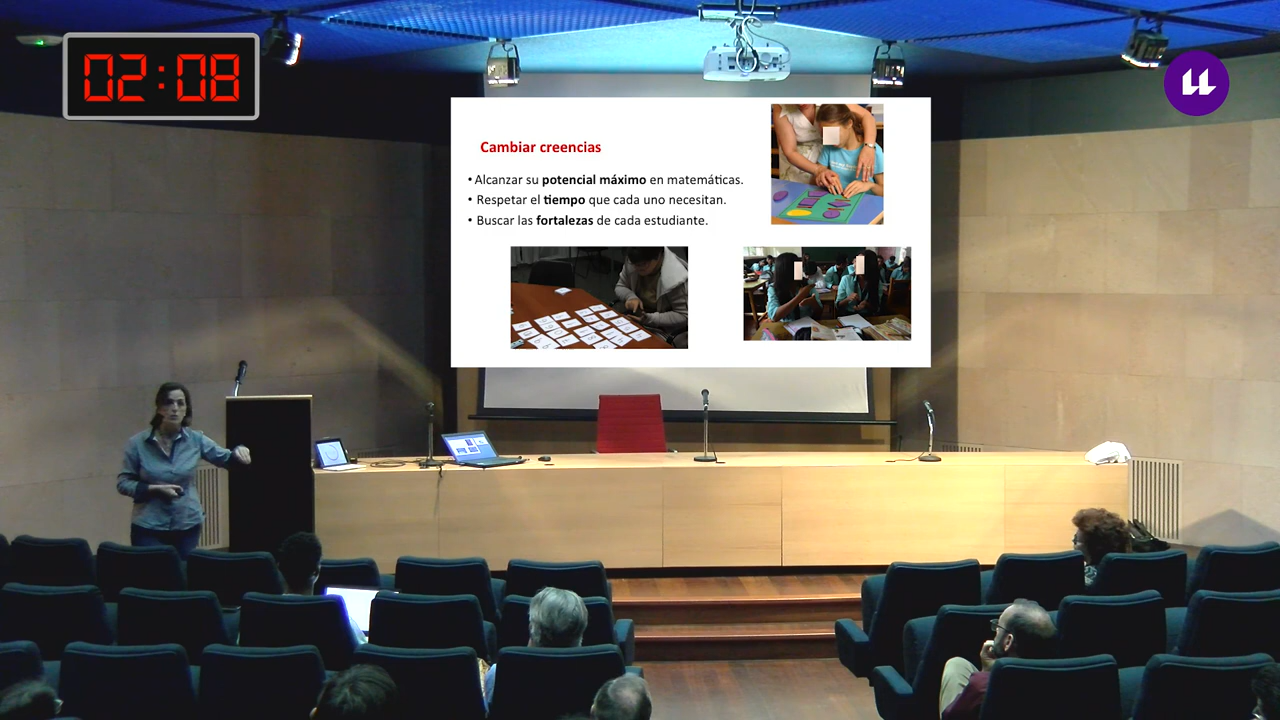 02:08
Cambiar creencias
• Alcanzar su potencial máximo en matemáticas.
• Respetar el tiempo que cada uno necesitan.
• Buscar las fortalezas de cada estudiante.